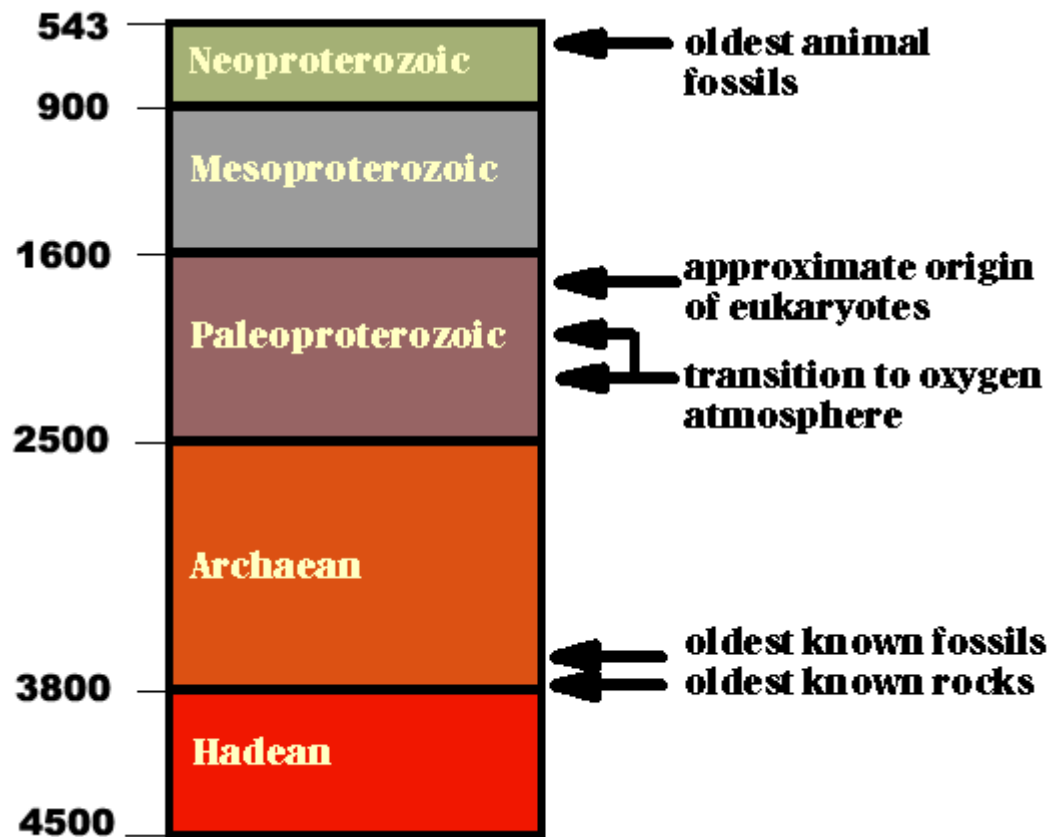 543
Neoproterozoic
oldest animal
fossils
900
Mesoproterozoic
1600
approximate origin
of eukaryotes
Paleoproterozoic
transition to oxygen
atmosphere
2500
Archaean
oldest known fossils
oldest known rocks
3800
Hadean
4500